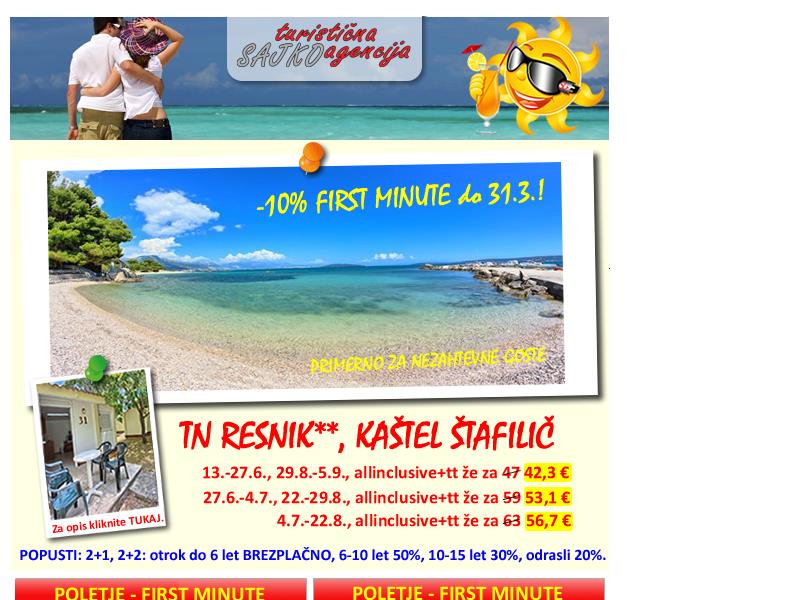 turistična
SAJKO agencija
-10% FIRST MINUTE do 31.3.!
PRIMERNO ZA NEZAHTEVNE GOSTE
31
Za opis kliknite TUKAJ.
TN RESNIK**, KAŠTEL ŠTAFILIČ
13.-27.6., 29.8.-5.9., allinclusive+tt že za 47 42,3 €
27.6.-4.7., 22.-29.8., allinclusive+tt že za 59 53,1 €
4.7.-22.8., allinclusive+tt že za 63 56,7 €
POPUSTI: 2+1, 2+2: otrok do 6 let BREZPLAČNO, 6-10 let 50%, 10-15 let 30%, odrasli 20%.
POLETJE - FIRST MINUTE
POLETJE - FIRST MINUTE